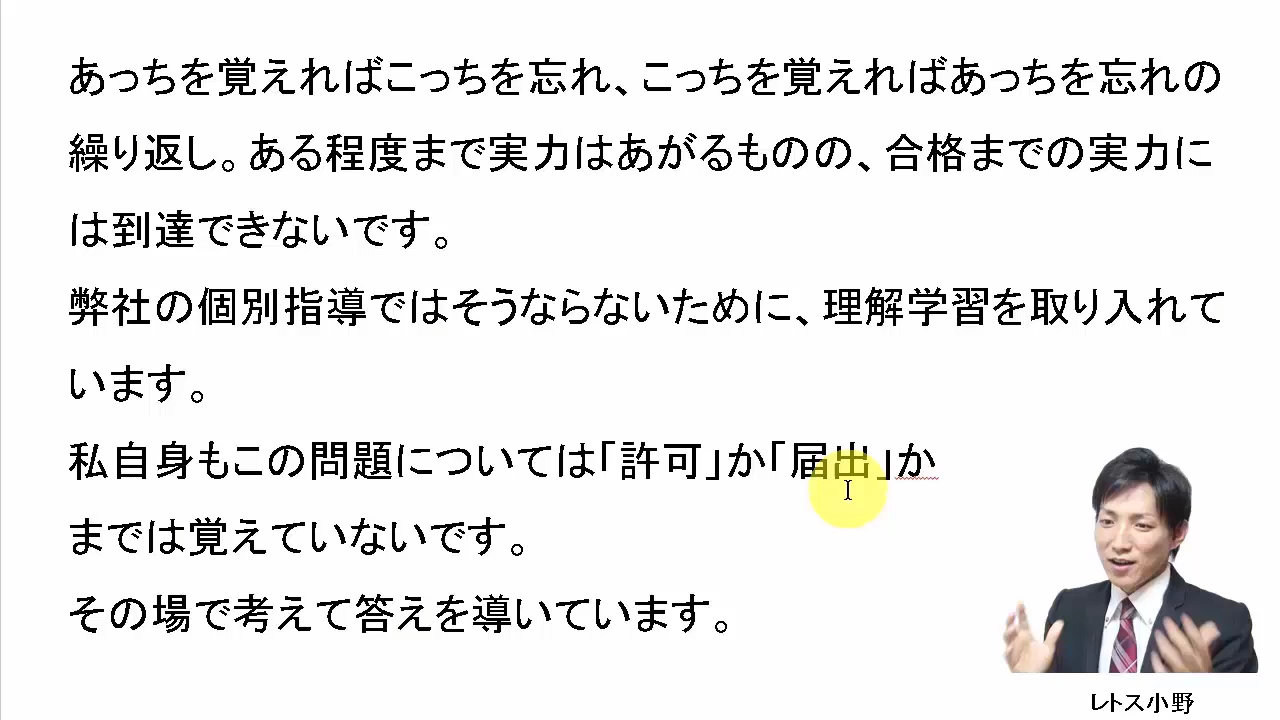 あっちを覚えればこっちを忘れ、こっちを覚えればあっちを忘れの
繰り返し。ある程度まで実力はあがるものの、合格までの実力に
は到達できないです。
弊社の個別指導ではそうならないために、理解学習を取り入れて
います。
私自身もこの問題については「許可」か「届出」か
までは覚えていないです。
その場で考えて答えを導いています。
レトス小野